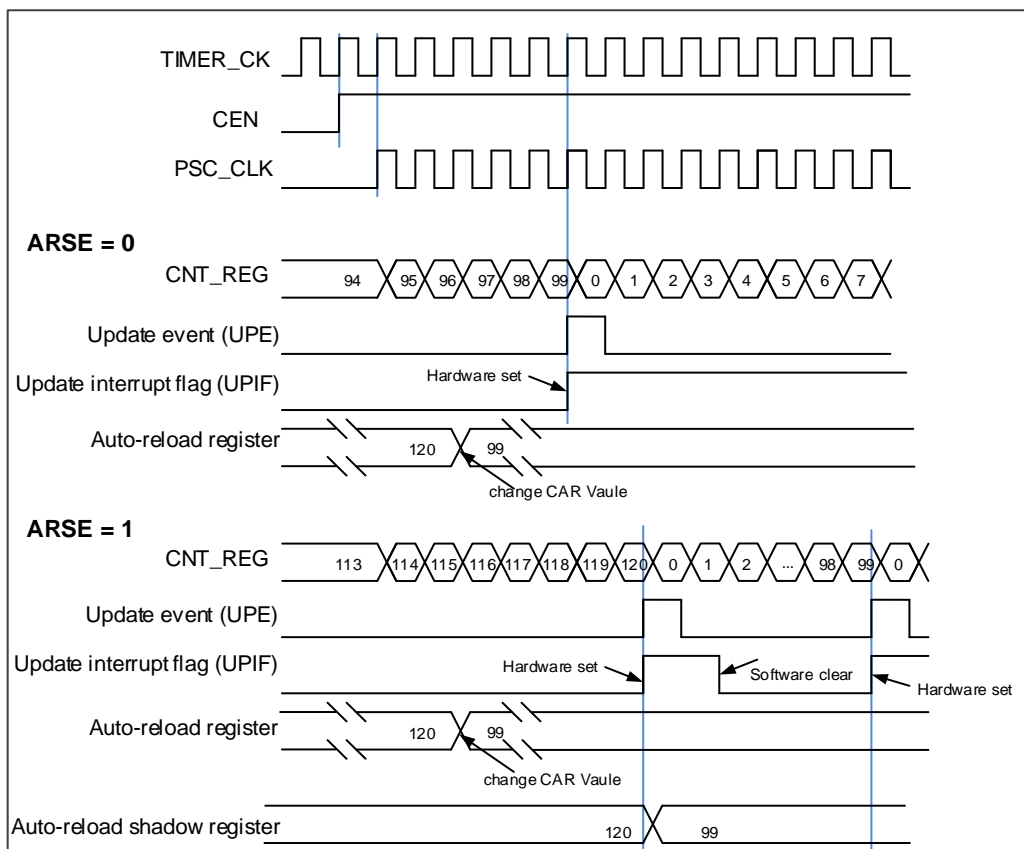 TIMER_CK
CEN
PSC_CLK
ARSE = 0
CNT_REG 94 95 96 97 98 99 0 1 2 3 4 5 6 7
Update event (UPE)
Update interrupt flag (UPIF) Hardware set
Auto-reload register 120 99
change CAR Vaule
ARSE = 1
CNT_REG 113 114 115 116 117 118 119 120 0 1 2 ... 98 99 0
Update event (UPE)
Update interrupt flag (UPIF) Hardware set Software clear Hardware set
Auto-reload register 120 99
change CAR Vaule
Auto-reload shadow register 120 99